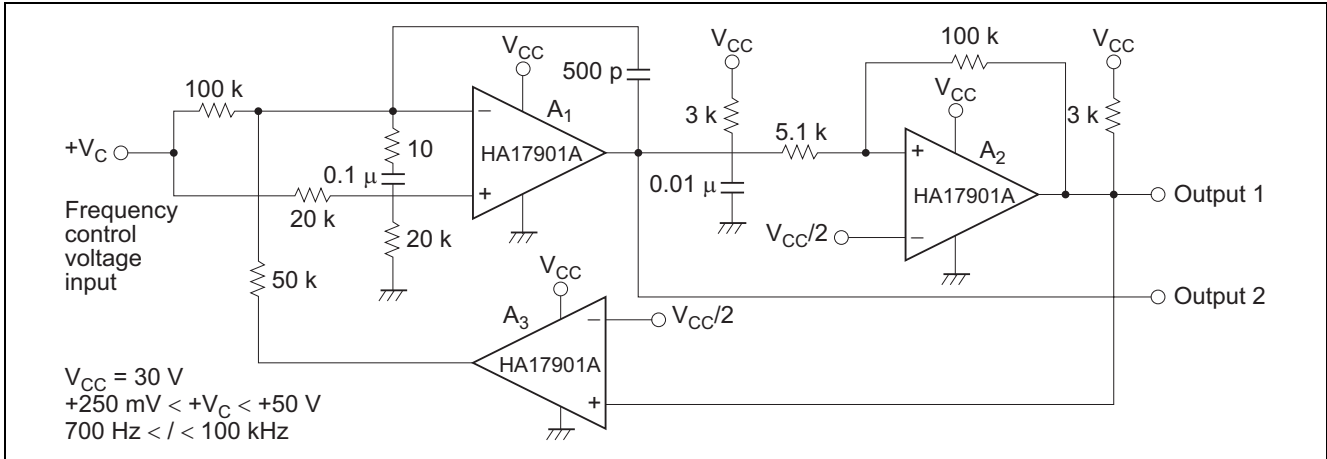 V_CC
100 k
+V_C
Frequency
control
voltage
input
500 p
A_1
HA17901A
−
+
10
0.1 μ
20 k
20 k
50 k
V_CC
3 k
0.01 μ
5.1 k
100 k
V_CC
A_2
HA17901A
+
−
V_CC/2
V_CC
3 k
Output 1
Output 2
V_CC
A_3
HA17901A
−
+
V_CC/2
V_CC = 30 V
+250 mV < +V_C < +50 V
700 Hz < / < 100 kHz